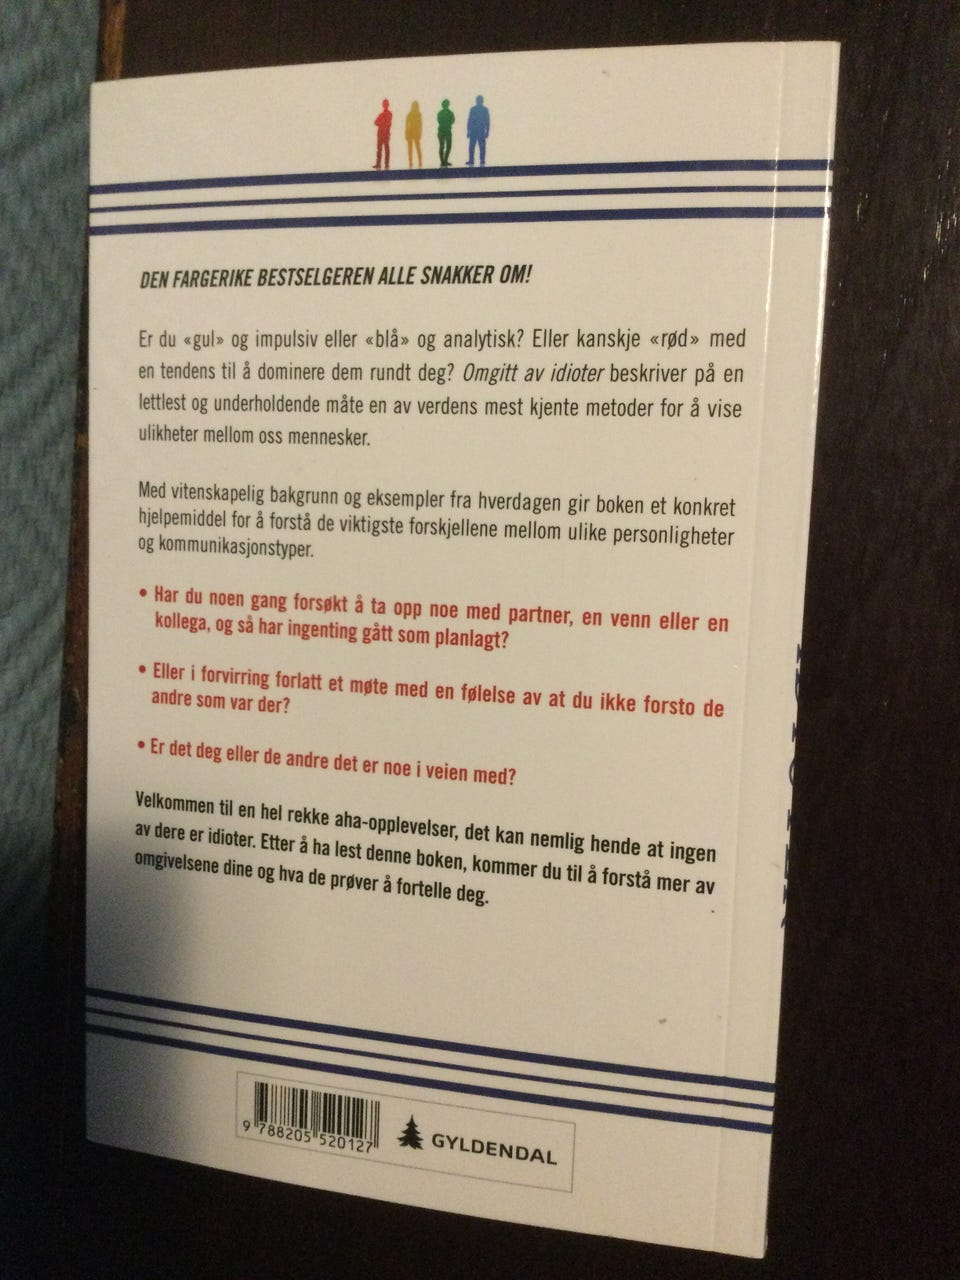 DEN FARGERIKE BESTSELGEREN ALLE SNAKKER OM!
Er du «gul» og impulsiv eller «blå» og analytisk? Eller kanskje «rød» med
en tendens til å dominere dem rundt deg? Omgitt av idioter beskriver på en
lettlest og underholdende måte en av verdens mest kjente metoder for å vise
ulikheter mellom oss mennesker.
Med vitenskapelig bakgrunn og eksempler fra hverdagen gir boken et konkret
hjelpemiddel for å forstå de viktigste forskjellene mellom ulike personligheter
og kommunikasjonstyper.
• Har du noen gang forsøkt å ta opp noe med partner, en venn eller en
kollega, og så har ingenting gått som planlagt?
• Eller i forvirring forlatt et møte med en følelse av at du ikke forsto de
andre som var der?
• Er det deg eller de andre det er noe i veien med?
Velkommen til en hel rekke aha-opplevelser, det kan nemlig hende at ingen
av dere er idioter. Etter å ha lest denne boken, kommer du til å forstå mer av
omgivelsene dine og hva de prøver å fortelle deg.
9 788205 520127
GYLDENDAL